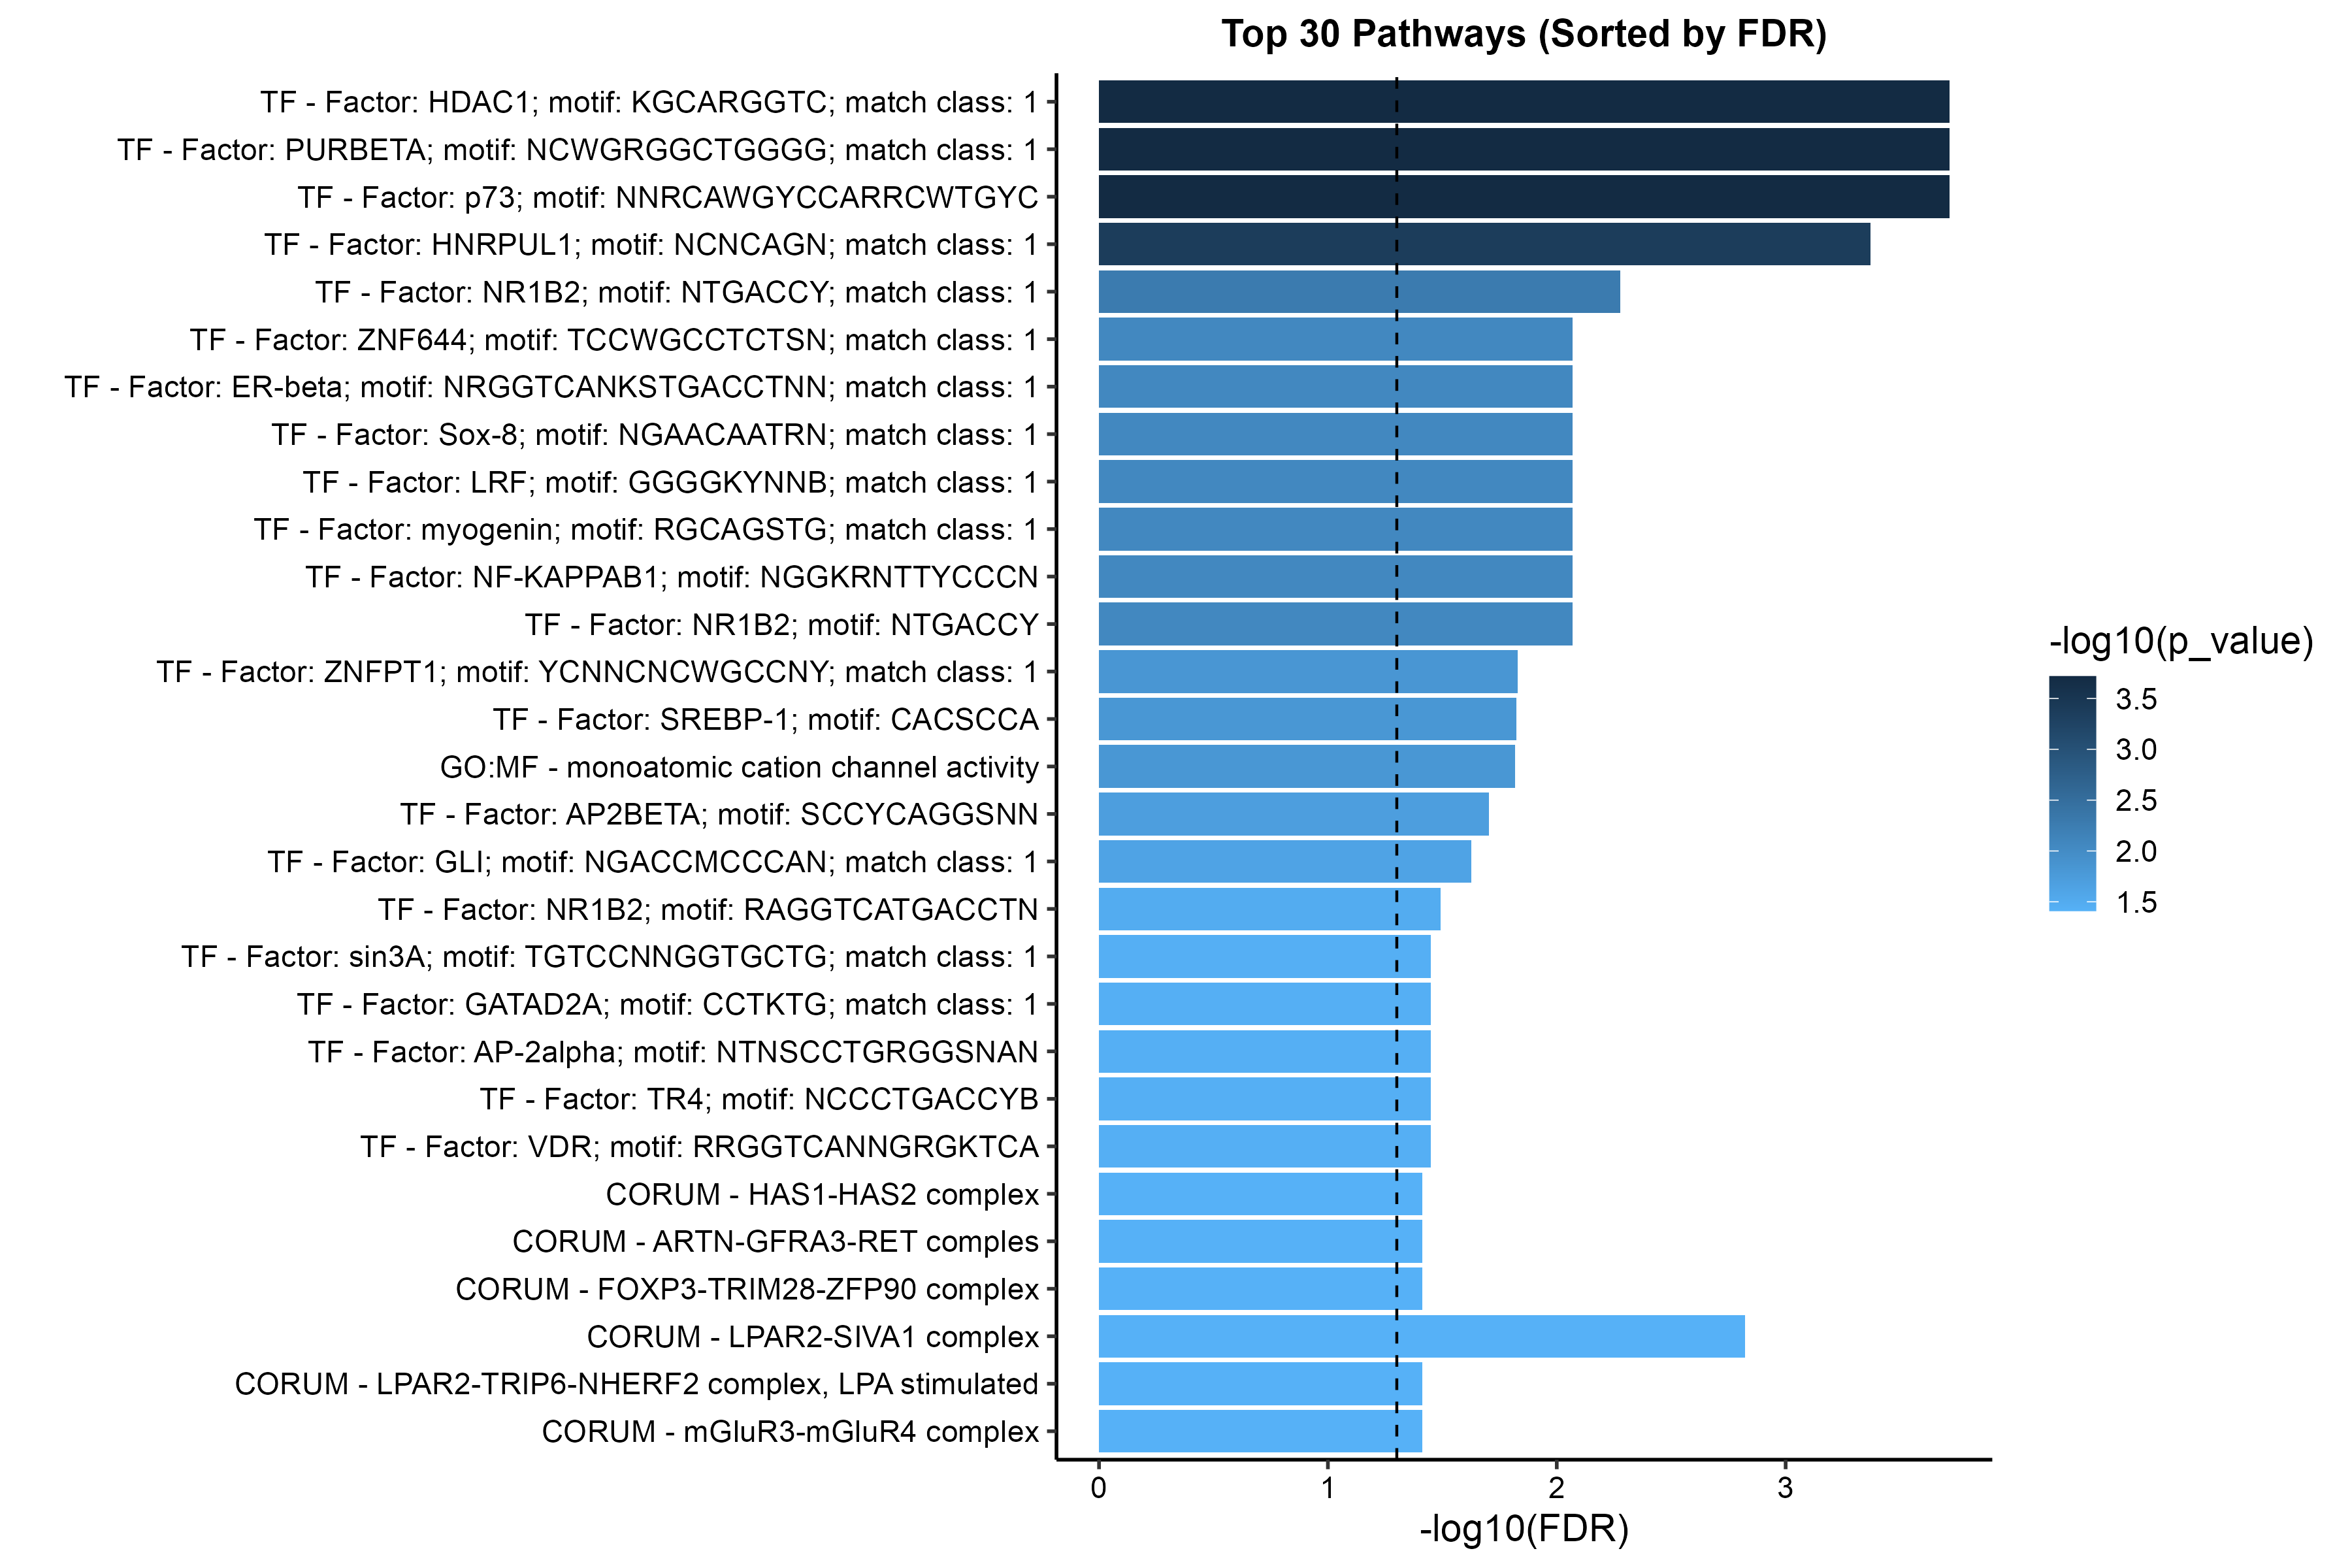 Top 30 Pathways (Sorted by FDR)
TF - Factor: HDAC1; motif: KGCARGGTC; match class: 1
TF - Factor: PURBETA; motif: NCWGRGGCTGGGG; match class: 1
TF - Factor: p73; motif: NNRCAWGYCCARRCWTGYC
TF - Factor: HNRPUL1; motif: NCNCAGN; match class: 1
TF - Factor: NR1B2; motif: NTGACCY; match class: 1
TF - Factor: ZNF644; motif: TCCWGCCTCTSN; match class: 1
TF - Factor: ER-beta; motif: NRGGTCANKSTGACCTNN; match class: 1
TF - Factor: Sox-8; motif: NGAACAATRN; match class: 1
TF - Factor: LRF; motif: GGGGKYNNB; match class: 1
TF - Factor: myogenin; motif: RGCAGSTG; match class: 1
TF - Factor: NF-KAPPAB1; motif: NGGKRNTTYCCCN
TF - Factor: NR1B2; motif: NTGACCY
TF - Factor: ZNFPT1; motif: YCNNCNCWGCCNY; match class: 1
TF - Factor: SREBP-1; motif: CACSCCA
GO:MF - monoatomic cation channel activity
TF - Factor: AP2BETA; motif: SCCYCAGGSNN
TF - Factor: GLI; motif: NGACCMCCCAN; match class: 1
TF - Factor: NR1B2; motif: RAGGTCATGACCTN
TF - Factor: sin3A; motif: TGTCCNNGGTGCTG; match class: 1
TF - Factor: GATAD2A; motif: CCTKTG; match class: 1
TF - Factor: AP-2alpha; motif: NTNSCCTGRGGSNAN
TF - Factor: TR4; motif: NCCCTGACCYB
TF - Factor: VDR; motif: RRGGTCANNGRGKTCA
CORUM - HAS1-HAS2 complex
CORUM - ARTN-GFRA3-RET comples
CORUM - FOXP3-TRIM28-ZFP90 complex
CORUM - LPAR2-SIVA1 complex
CORUM - LPAR2-TRIP6-NHERF2 complex, LPA stimulated
CORUM - mGluR3-mGluR4 complex
0 1 2 3
-log10(FDR)
-log10(p_value)
3.5
3.0
2.5
2.0
1.5